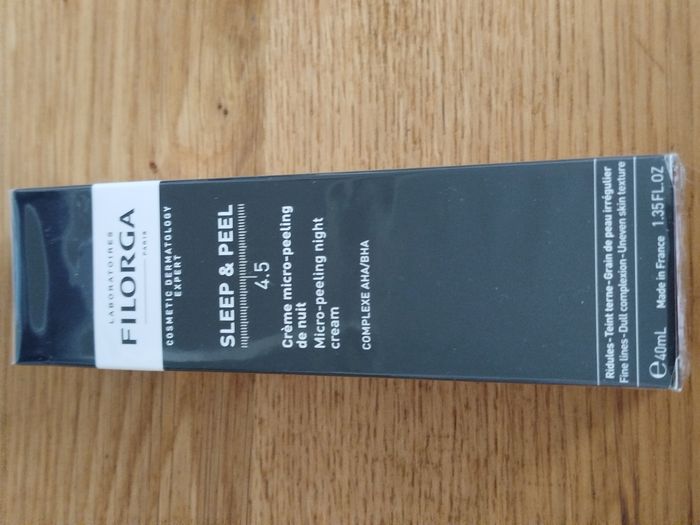 LABORATOIRES
FILORGA
PARIS
COSMETIC DERMATOLOGY
EXPERT
SLEEP & PEEL
4.5
Crème micro-peeling
de nuit
Micro-peeling night
cream
COMPLEXE AHA/BHA
Ridules-Teint terne-Grain de peau irrégulier
Fine lines-Dull complexion-Uneven skin texture
e 40mL Made in France 1.35FL.OZ